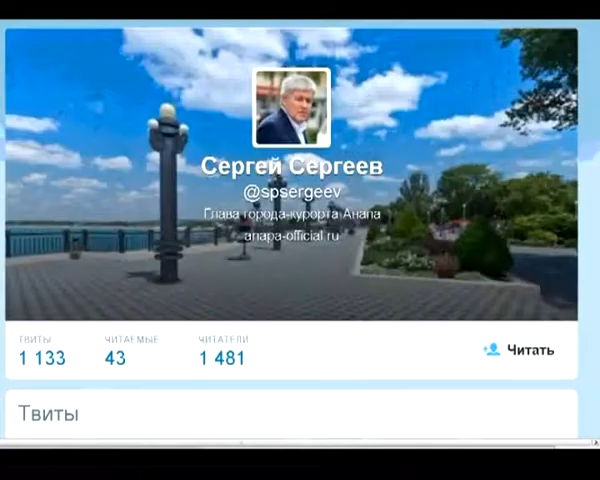 Сергей Сергеев
@spsergeev
Глава города-курорта Анапа
anapa-official.ru
ТВИТЫ ЧИТАЕМЫЕ ЧИТАТЕЛИ
1 133 43 1 481
Читать
Твиты